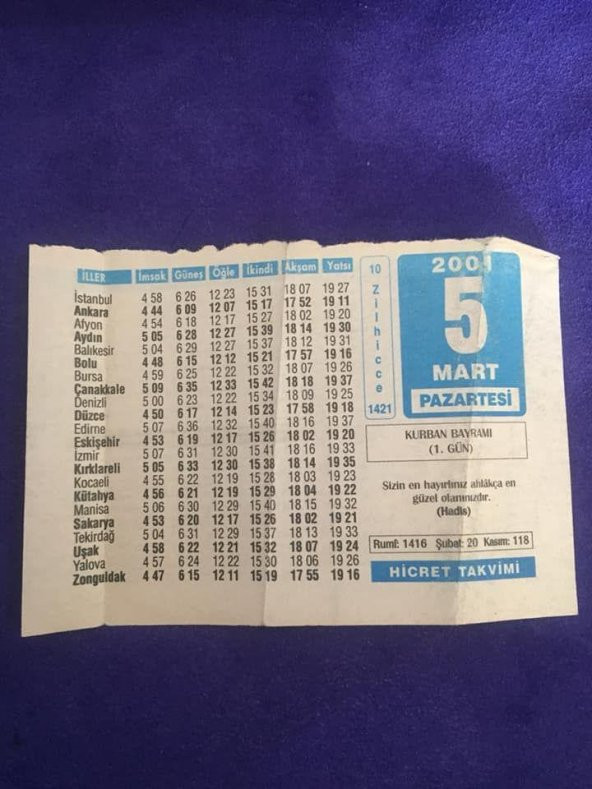 İLLER İmsak Güneş Öğle İkindi Akşam Yatsı
İstanbul 4 58 6 26 12 23 15 31 18 07 19 27
Ankara 4 44 6 09 12 07 15 17 17 52 19 11
Afyon 4 54 6 18 12 17 15 27 18 02 19 20
Aydın 5 05 6 28 12 27 15 39 18 14 19 30
Balıkesir 5 04 6 29 12 27 15 37 18 12 19 31
Bolu 4 48 6 15 12 12 15 21 17 57 19 16
Bursa 4 59 6 25 12 22 15 32 18 07 19 26
Çanakkale 5 09 6 35 12 33 15 42 18 18 19 37
Denizli 5 00 6 23 12 22 15 34 18 09 19 25
Düzce 4 50 6 17 12 14 15 23 17 58 19 18
Edirne 5 07 6 36 12 32 15 40 18 16 19 37
Eskişehir 4 53 6 19 12 17 15 26 18 02 19 20
İzmir 5 07 6 31 12 30 15 41 18 16 19 33
Kırklareli 5 05 6 33 12 30 15 38 18 14 19 35
Kocaeli 4 55 6 22 12 19 15 28 18 03 19 23
Kütahya 4 56 6 21 12 19 15 29 18 04 19 22
Manisa 5 06 6 30 12 29 15 40 18 15 19 32
Sakarya 4 53 6 20 12 17 15 26 18 02 19 21
Tekirdağ 5 04 6 31 12 29 15 37 18 13 19 33
Uşak 4 58 6 22 12 21 15 32 18 07 19 24
Yalova 4 57 6 24 12 22 15 30 18 06 19 26
Zonguldak 4 47 6 15 12 11 15 19 17 55 19 16
10 Zilhicce 1421
2001
5
MART
PAZARTESİ
KURBAN BAYRAMI
(1. GÜN)
Sizin en hayırlınız ahlâkça en
güzel olanınızdır.
(Hadis)
Rumî: 1416 Şubat: 20 Kasım: 118
HİCRET TAKVİMİ